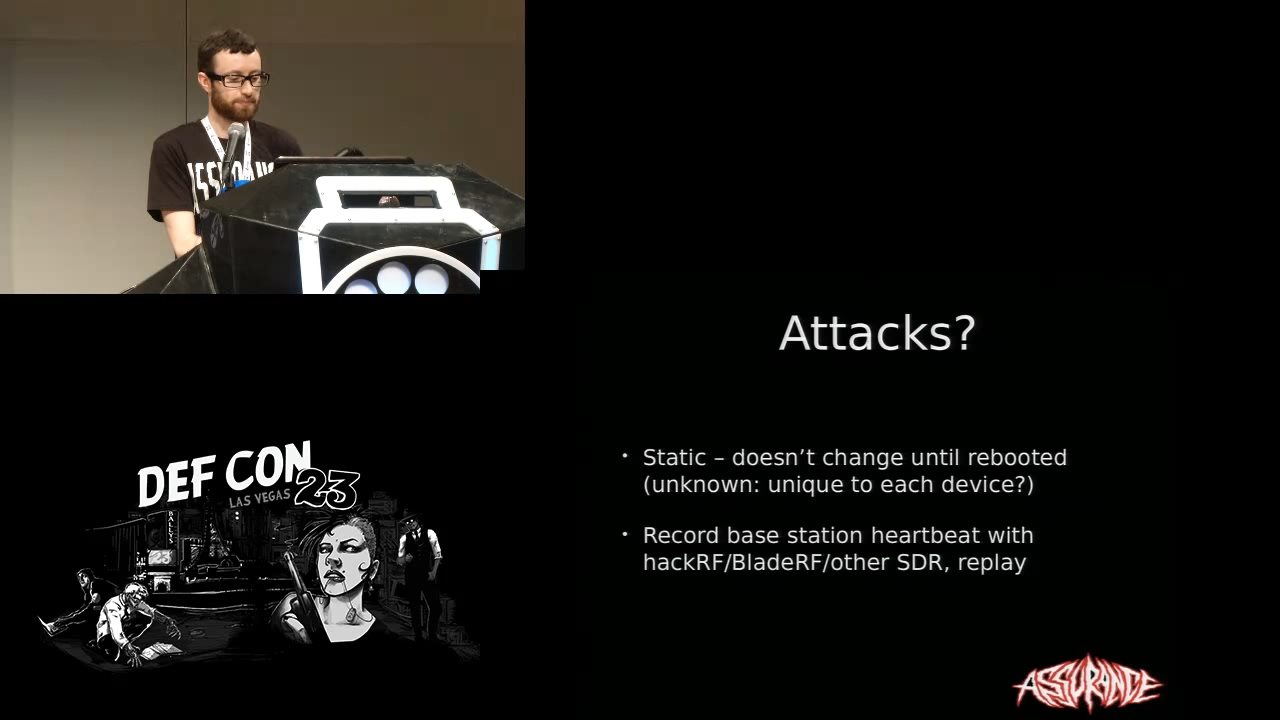 Attacks?
• Static – doesn’t change until rebooted
(unknown: unique to each device?)
• Record base station heartbeat with
hackRF/BladeRF/other SDR, replay
DEF CON
LAS VEGAS 23
BALLYS
ASSURANCE